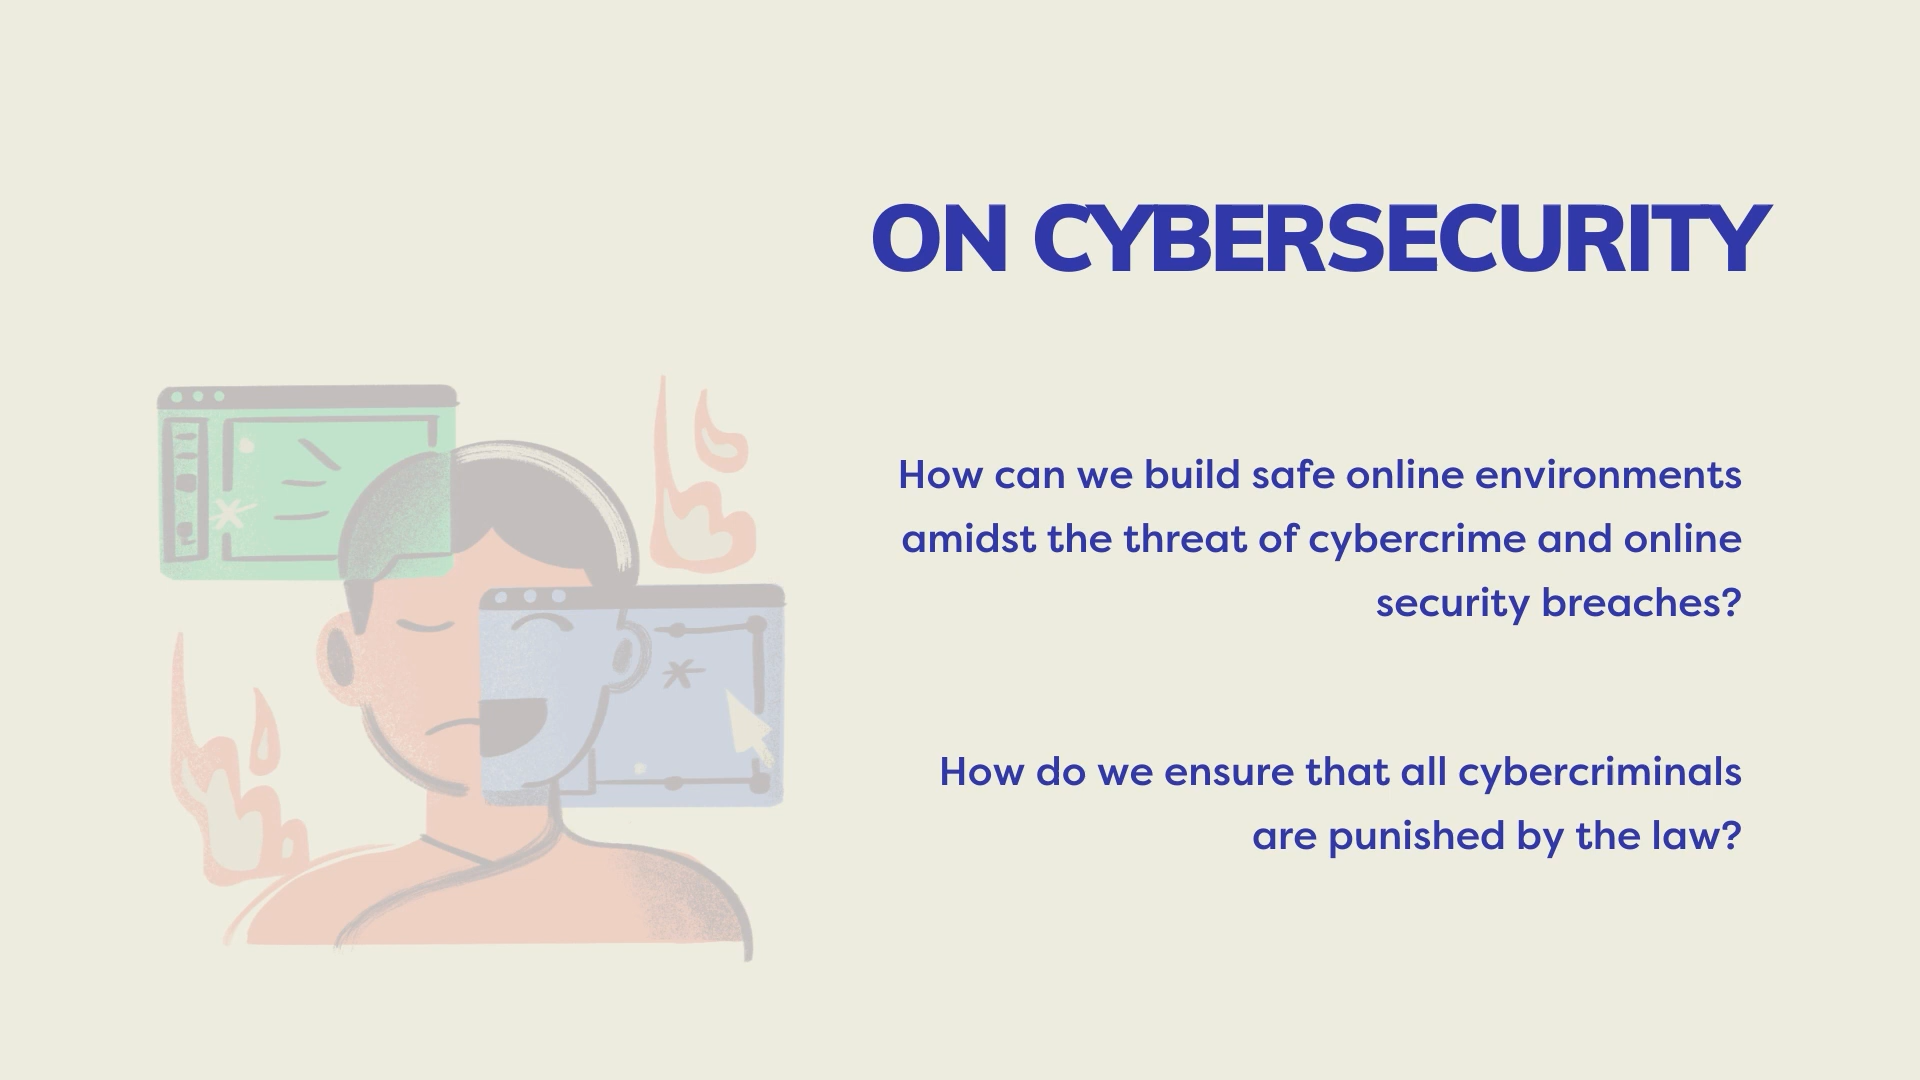 ON CYBERSECURITY
How can we build safe online environments
amidst the threat of cybercrime and online
security breaches?
How do we ensure that all cybercriminals
are punished by the law?